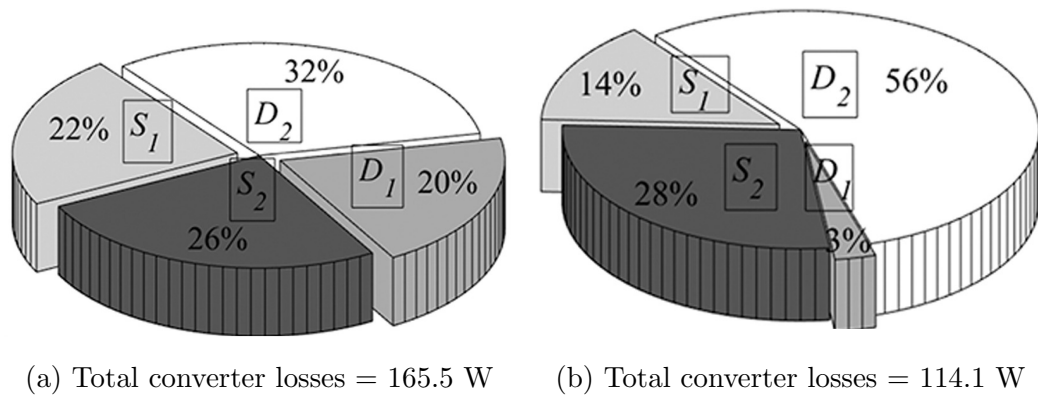 32%
22%
S1
D2
S2
D1
20%
26%
14%
S1
D2
56%
28%
S2
D1
3%
(a) Total converter losses = 165.5 W
(b) Total converter losses = 114.1 W